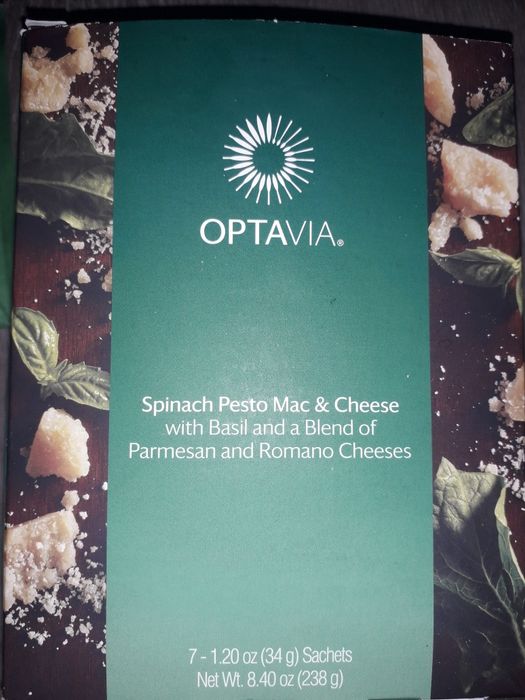 OPTAVIA®
Spinach Pesto Mac & Cheese
with Basil and a Blend of
Parmesan and Romano Cheeses
7 - 1.20 oz (34 g) Sachets
Net Wt. 8.40 oz (238 g)